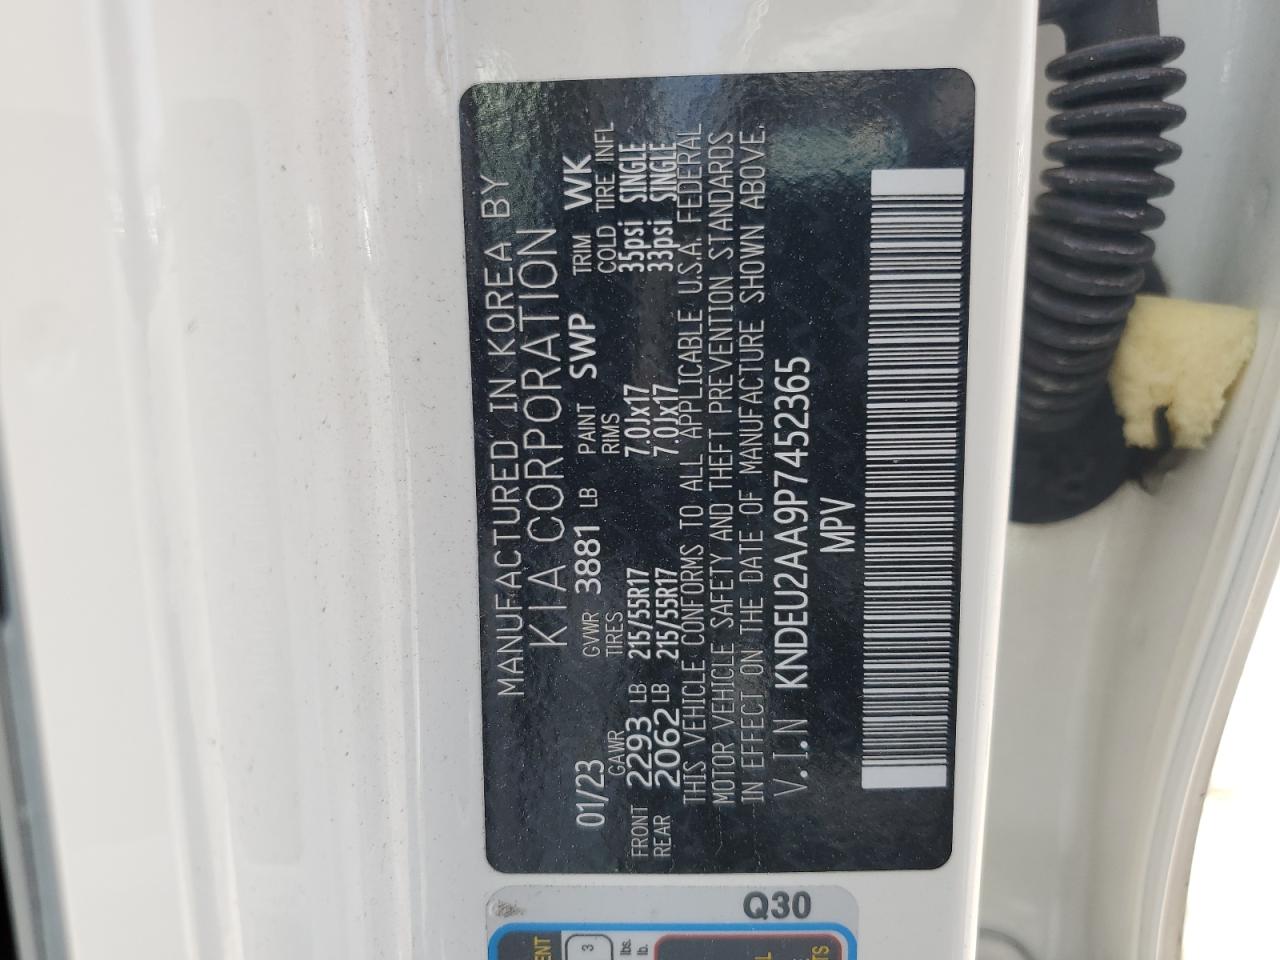 MANUFACTURED IN KOREA BY
KIA CORPORATION
01/23 GVWR 3881 LB PAINT SWP TRIM WK
GAWR TIRES RIMS COLD TIRE INFL
FRONT 2293 LB 215/55R17 7.0Jx17 35psi SINGLE
REAR 2062 LB 215/55R17 7.0Jx17 33psi SINGLE
THIS VEHICLE CONFORMS TO ALL APPLICABLE U.S.A. FEDERAL
MOTOR VEHICLE SAFETY AND THEFT PREVENTION STANDARDS
IN EFFECT ON THE DATE OF MANUFACTURE SHOWN ABOVE.
V.I.N KNDEU2AA9P7452365
MPV
Q30
3
lbs.
lb.